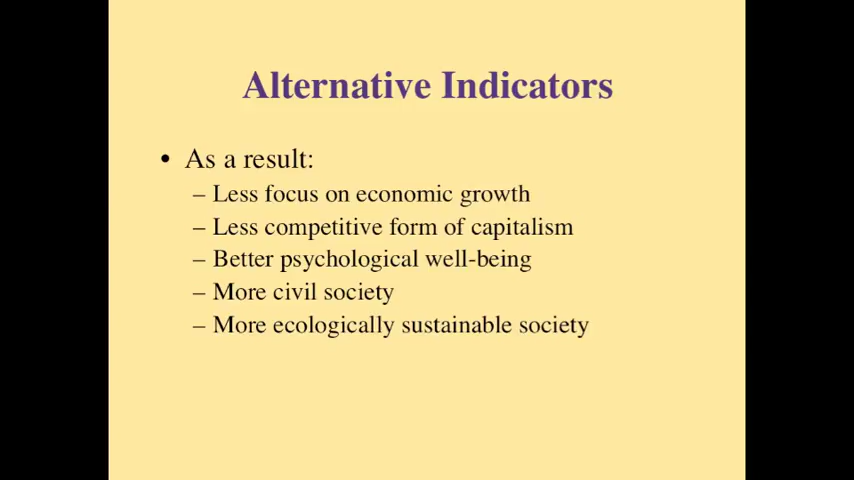 Alternative Indicators
• As a result:
– Less focus on economic growth
– Less competitive form of capitalism
– Better psychological well-being
– More civil society
– More ecologically sustainable society